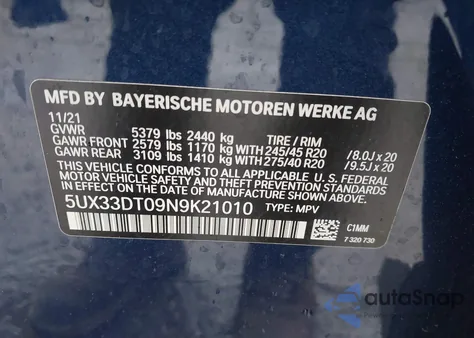 MFD BY BAYERISCHE MOTOREN WERKE AG
11/21
GVWR 5379 lbs 2440 kg TIRE / RIM
GAWR FRONT 2579 lbs 1170 kg WITH 245/45 R20 / 8.0J x 20
GAWR REAR 3109 lbs 1410 kg WITH 275/40 R20 / 9.5J x 20
THIS VEHICLE CONFORMS TO ALL APPLICABLE U.S. FEDERAL
MOTOR VEHICLE SAFETY STANDARDS IN EFFECT ON THE
DATE OF MANUFACTURE SHOWN ABOVE.
5UX33DT09N9K21010 TYPE: MPV
C1MM
7 320 730
autoSnap